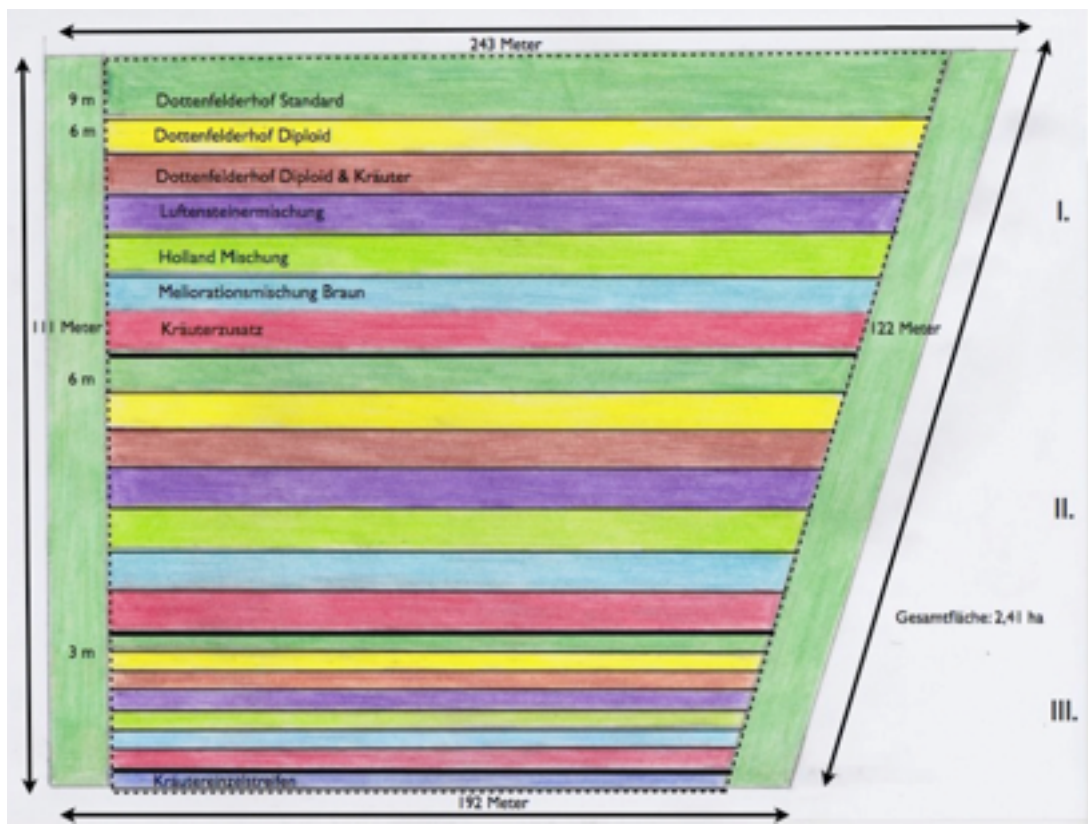 243 Meter
9 m
Dottenfelderhof Standard
6 m
Dottenfelderhof Diploid
Dottenfelderhof Diploid & Kräuter
Luftensteinermischung
I.
Holland Mischung
Meliorationsmischung Braun
111 Meter
Kräuterzusatz
122 Meter
6 m
II.
Gesamtfläche: 2,41 ha
3 m
III.
Kräutereinzelstreifen
192 Meter